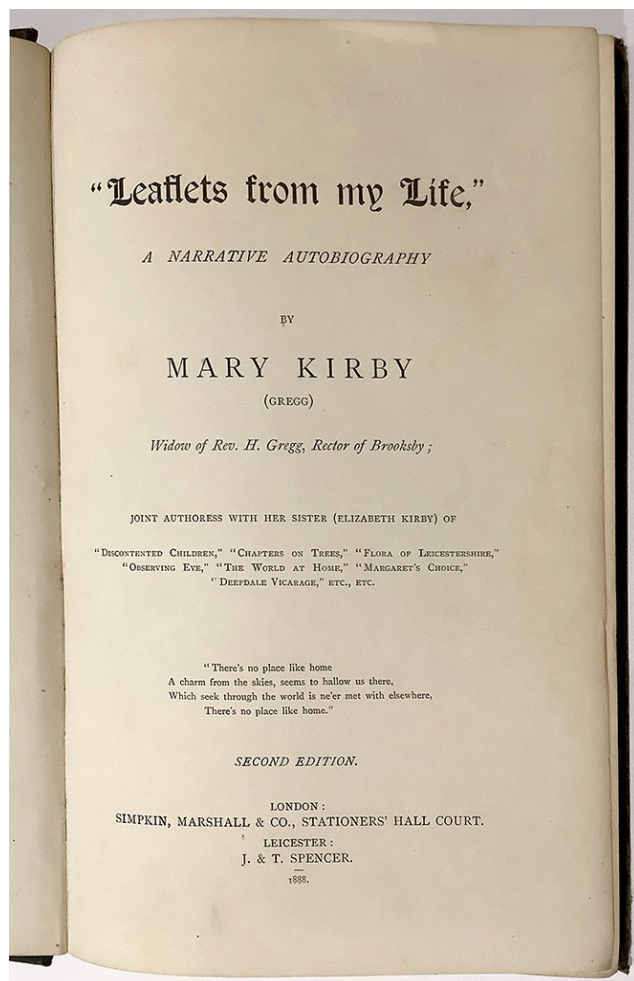 "Leaflets from my Life,"
A NARRATIVE AUTOBIOGRAPHY
BY
MARY KIRBY
(GREGG)
Widow of Rev. H. Gregg, Rector of Brooksby;
JOINT AUTHORESS WITH HER SISTER (ELIZABETH KIRBY) OF
"DISCONTENTED CHILDREN," "CHAPTERS ON TREES," "FLORA OF LEICESTERSHIRE,"
"OBSERVING EYE," "THE WORLD AT HOME," "MARGARET'S CHOICE,"
"DEEPDALE VICARAGE," ETC., ETC.
"There's no place like home
A charm from the skies, seems to hallow us there,
Which seek through the world is ne'er met with elsewhere,
There's no place like home."
SECOND EDITION.
LONDON:
SIMPKIN, MARSHALL & CO., STATIONERS' HALL COURT.
LEICESTER:
J. & T. SPENCER.
1888.